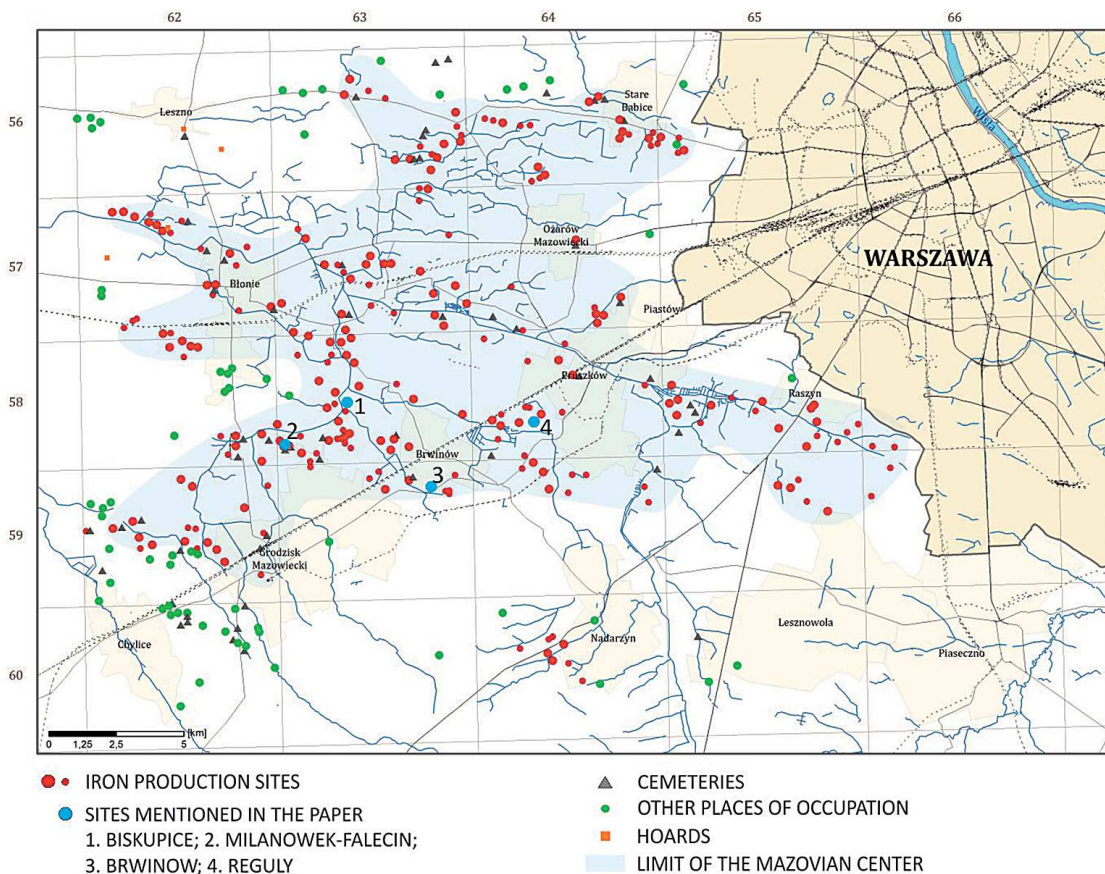 62 63 64 65 66
56
57
58
59
60
Leszno
Stare
Babice
Wisła
Ożarów
Mazowiecki
WARSZAWA
Błonie
Piastów
Pruszków
Raszyn
1
2
4
Brwinów
3
Grodzisk
Mazowiecki
Chylice
Nadarzyn
Lesznowola
Piaseczno
[km]
0 1,25 2,5 5
IRON PRODUCTION SITES
SITES MENTIONED IN THE PAPER
1. BISKUPICE; 2. MILANOWEK-FALECIN;
3. BRWINOW; 4. REGULY
CEMETERIES
OTHER PLACES OF OCCUPATION
HOARDS
LIMIT OF THE MAZOVIAN CENTER